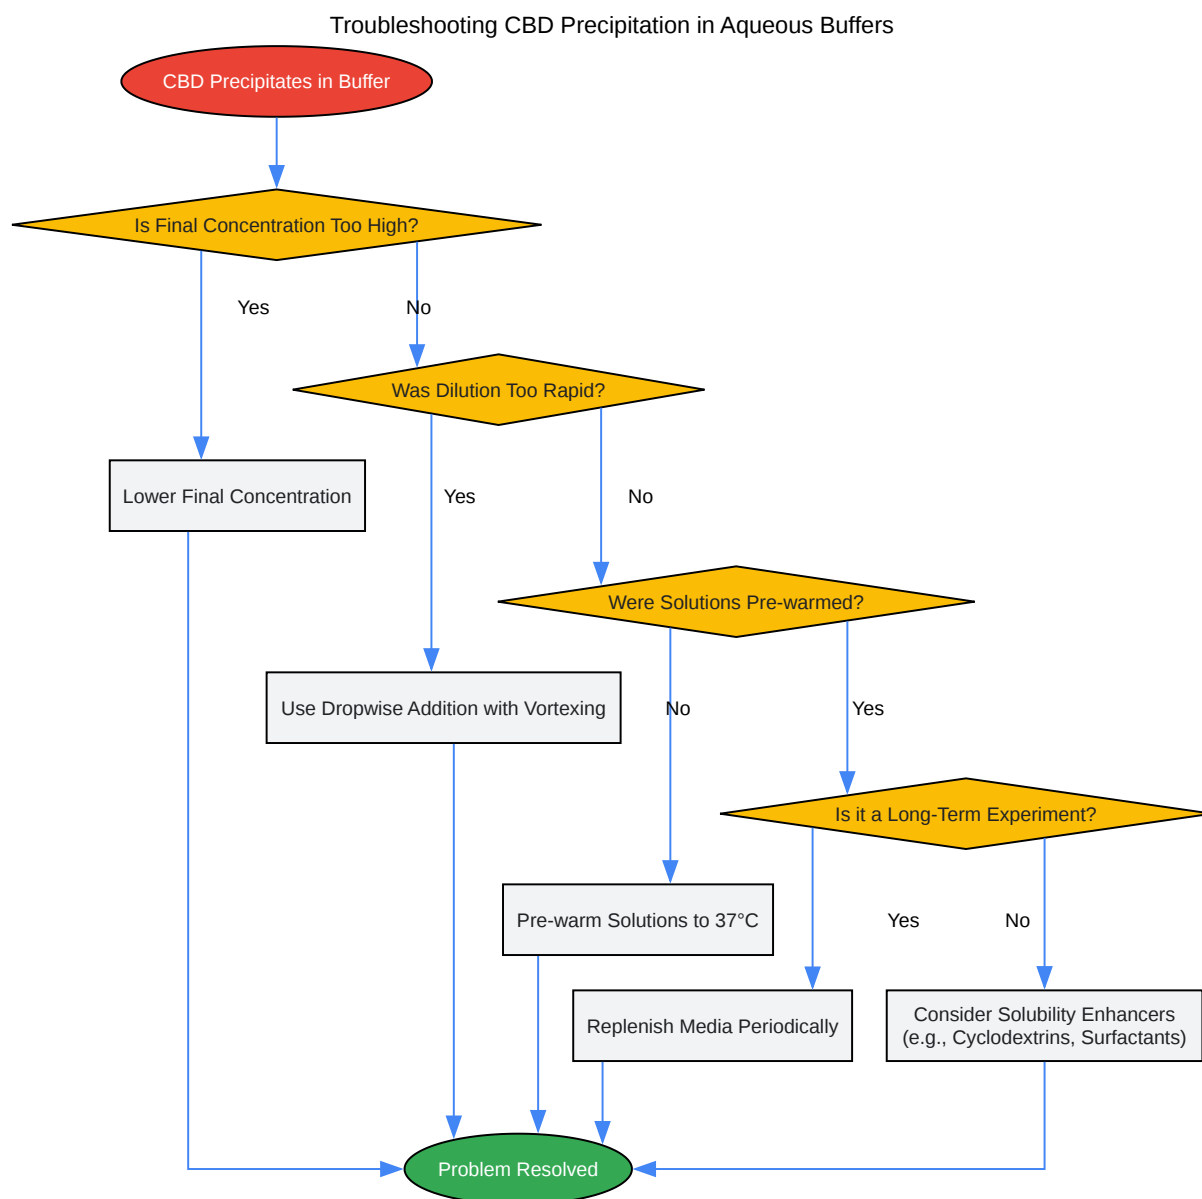 Troubleshooting CBD Precipitation in Aqueous Buffers
CBD Precipitates in Buffer
Is Final Concentration Too High?
Yes
No
Was Dilution Too Rapid?
Lower Final Concentration
Yes
No
Were Solutions Pre-warmed?
Use Dropwise Addition with Vortexing
No
Yes
Is it a Long-Term Experiment?
Pre-warm Solutions to 37°C
Yes
No
Replenish Media Periodically
Consider Solubility Enhancers
(e.g., Cyclodextrins, Surfactants)
Problem Resolved